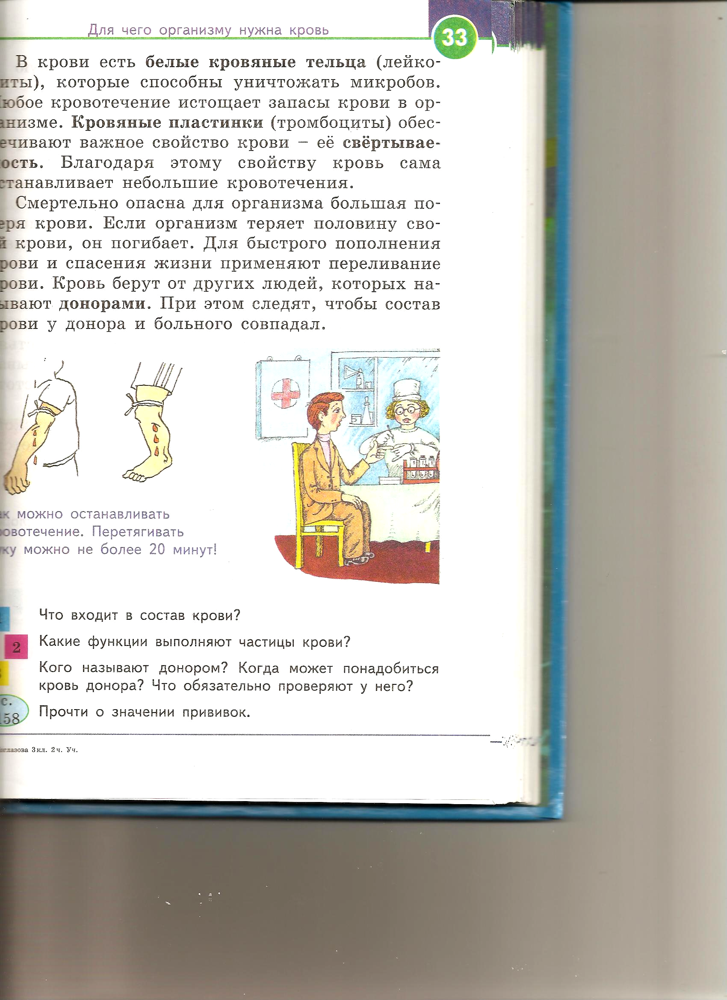 Для чего организму нужна кровь
33
В крови есть белые кровяные тельца (лейко-
иты), которые способны уничтожать микробов.
юбое кровотечение истощает запасы крови в ор-
анизме. Кровяные пластинки (тромбоциты) обес-
ечивают важное свойство крови – её свёртывае-
ость. Благодаря этому свойству кровь сама
станавливает небольшие кровотечения.
Смертельно опасна для организма большая по-
еря крови. Если организм теряет половину сво-
й крови, он погибает. Для быстрого пополнения
рови и спасения жизни применяют переливание
рови. Кровь берут от других людей, которых на-
ывают донорами. При этом следят, чтобы состав
рови у донора и больного совпадал.
ак можно останавливать
овотечение. Перетягивать
ку можно не более 20 минут!
Что входит в состав крови?
2 Какие функции выполняют частицы крови?
Кого называют донором? Когда может понадобиться
кровь донора? Что обязательно проверяют у него?
с.
158
Прочти о значении прививок.
глазова 3кл. 2ч. Уч.